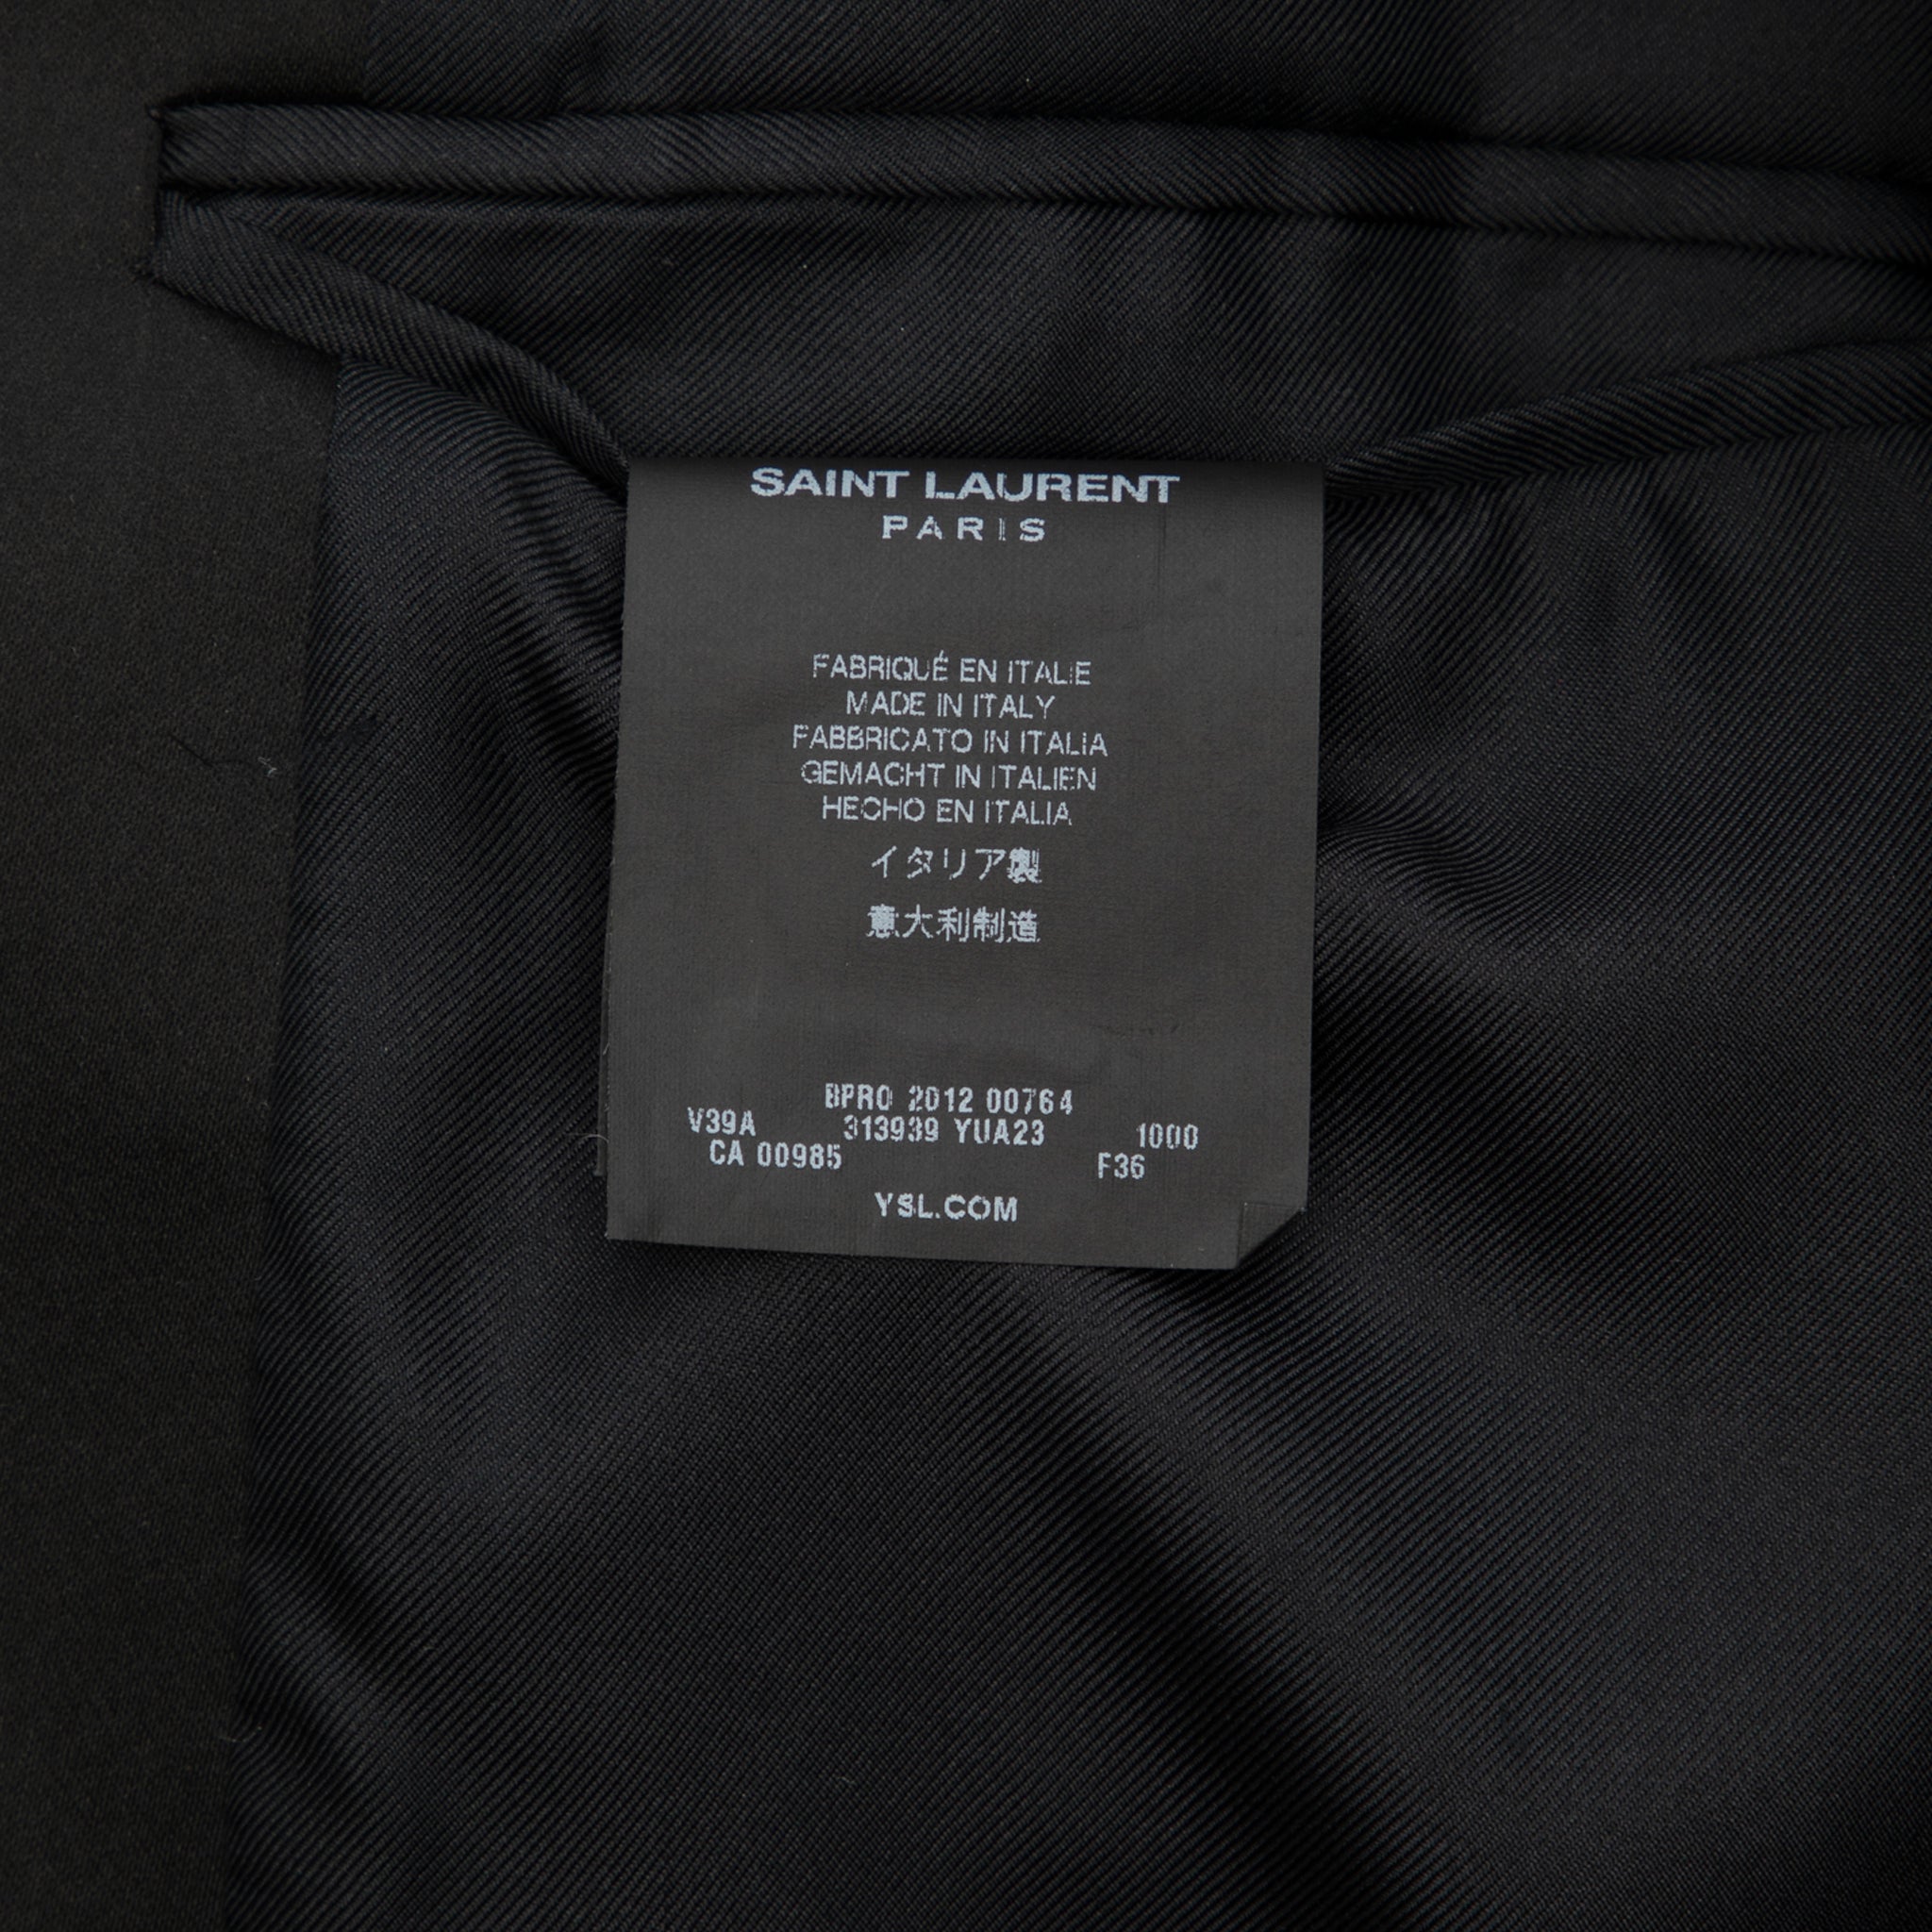 SAINT LAURENT
PARIS
FABRIQUÉ EN ITALIE
MADE IN ITALY
FABBRICATO IN ITALIA
GEMACHT IN ITALIEN
HECHO EN ITALIA
イタリア製
意大利制造
BPRO 2012 00764
V39A 313939 YUA23 1000
CA 00985 F36
YSL.COM